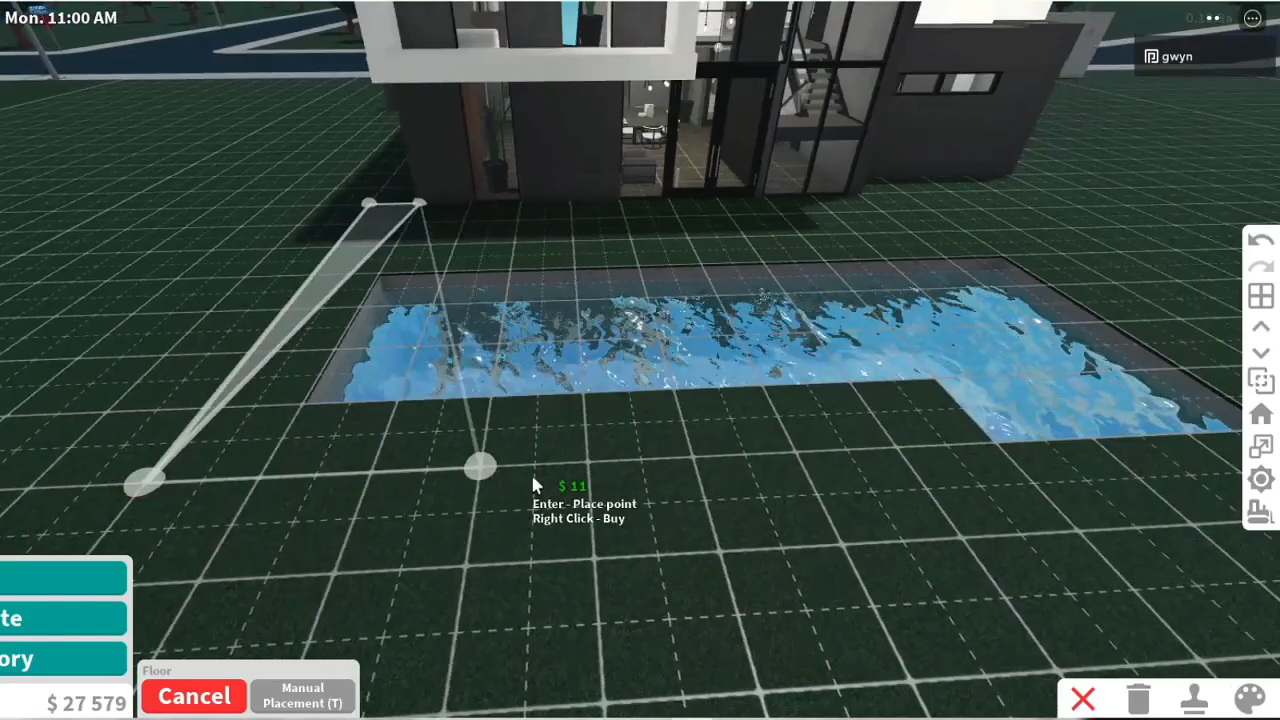 Mon. 11:00 AM
gwyn
$ 11
Enter - Place point
Right Click - Buy
te
ory
$ 27 579
Floor
Cancel
Manual
Placement (T)